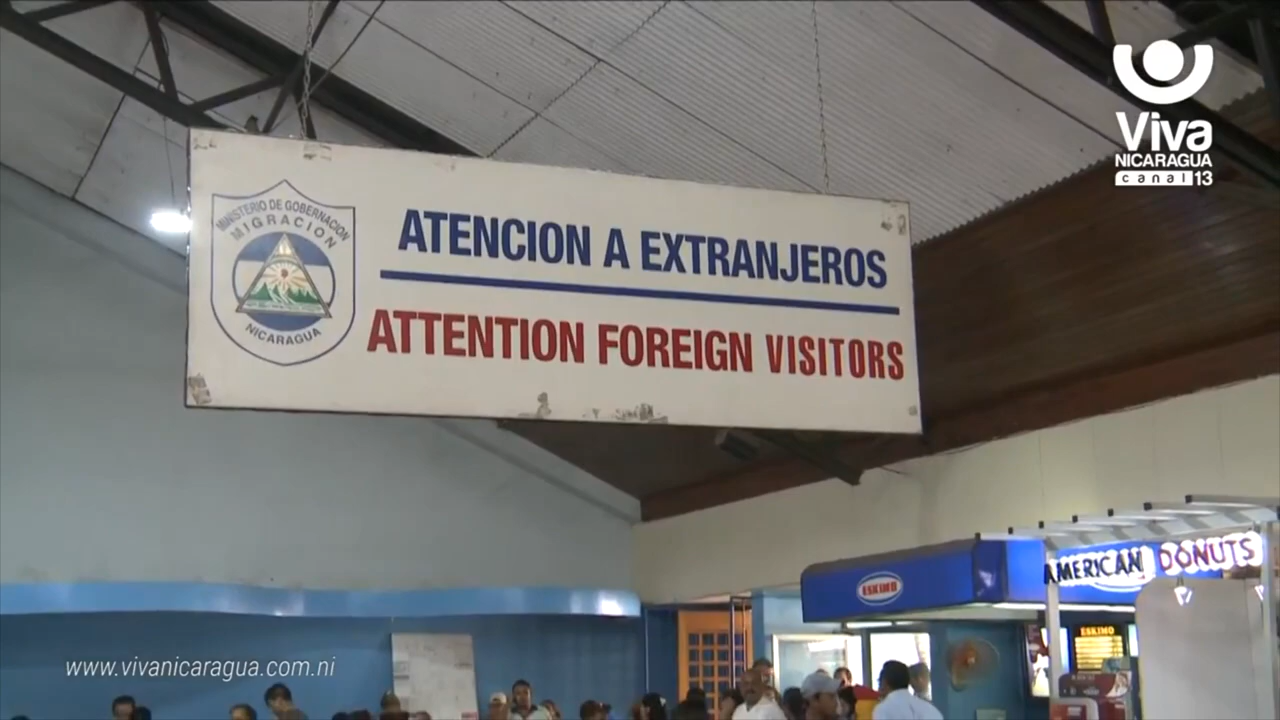 Viva
NICARAGUA
canal 13
MINISTERIO DE GOBERNACION
MIGRACION
NICARAGUA
ATENCION A EXTRANJEROS
ATTENTION FOREIGN VISITORS
ESKIMO
AMERICAN DONUTS
ESKIMO
www.vivanicaragua.com.ni